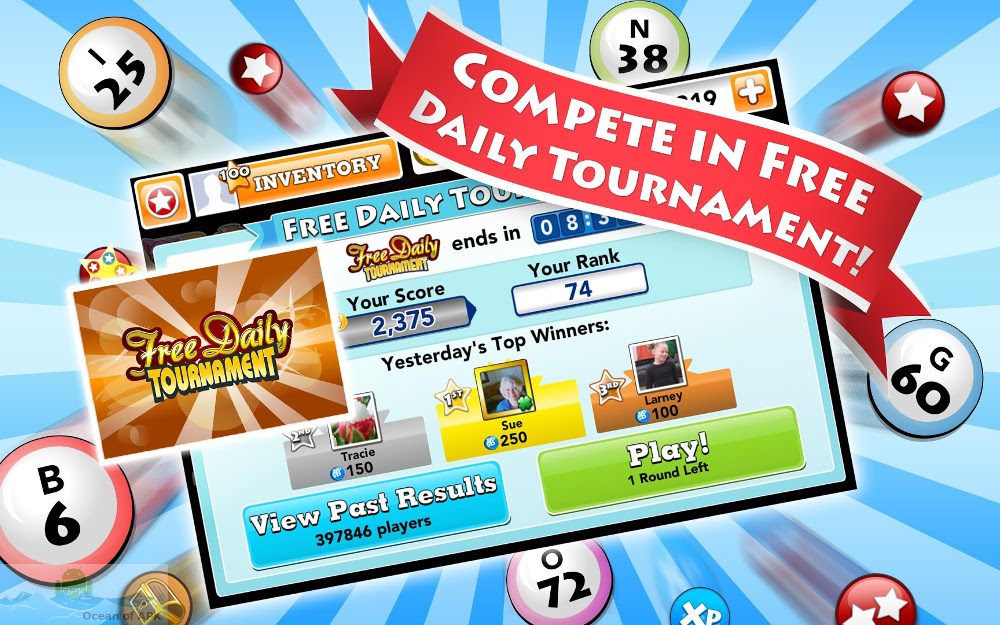 I
25
N
38
COMPETE IN FREE
DAILY TOURNAMENT!
219
100
INVENTORY
FREE DAILY TOU
Free Daily
TOURNAMENT
ends in
08:3
Your Score
2,375
Your Rank
74
Free Daily
TOURNAMENT
Yesterday's Top Winners:
2ND
Tracie
150
1ST
Sue
250
3RD
Larney
100
G
60
View Past Results
397846 players
Play!
1 Round Left
B
6
O
72
XP
APK
Ocean of APK